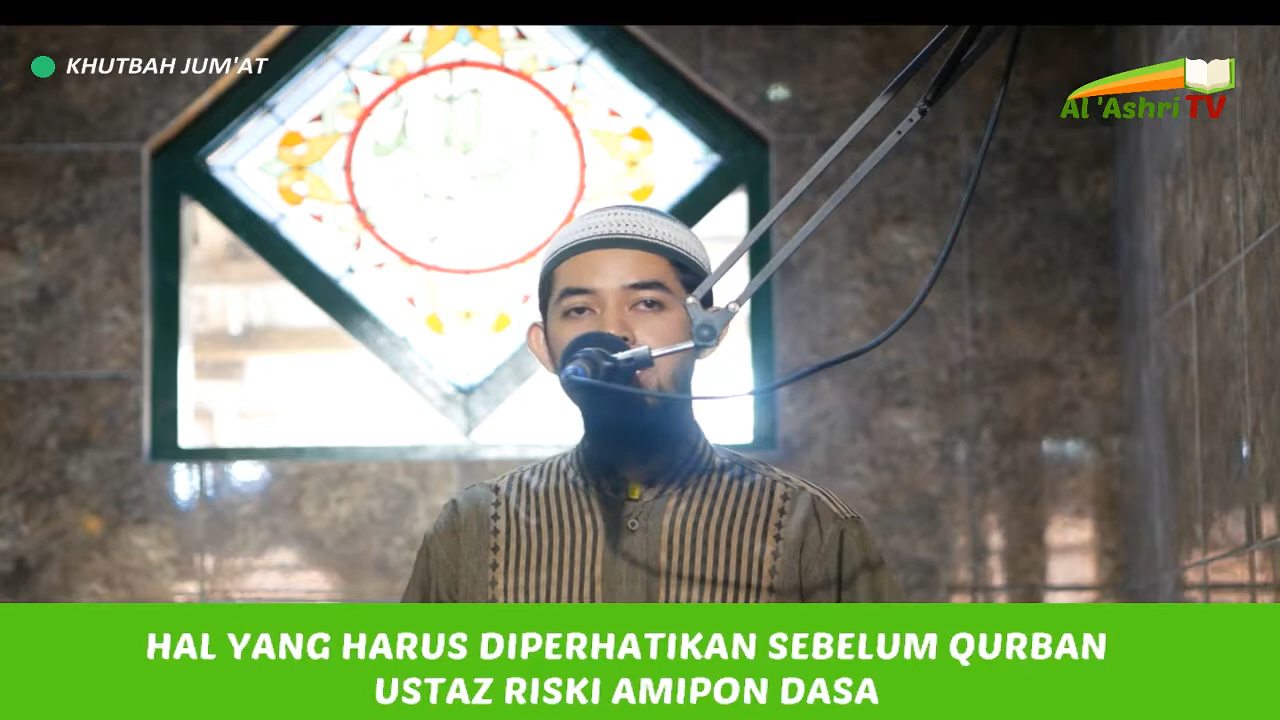 KHUTBAH JUM'AT
Al 'Ashri TV
HAL YANG HARUS DIPERHATIKAN SEBELUM QURBAN
USTAZ RISKI AMIPON DASA